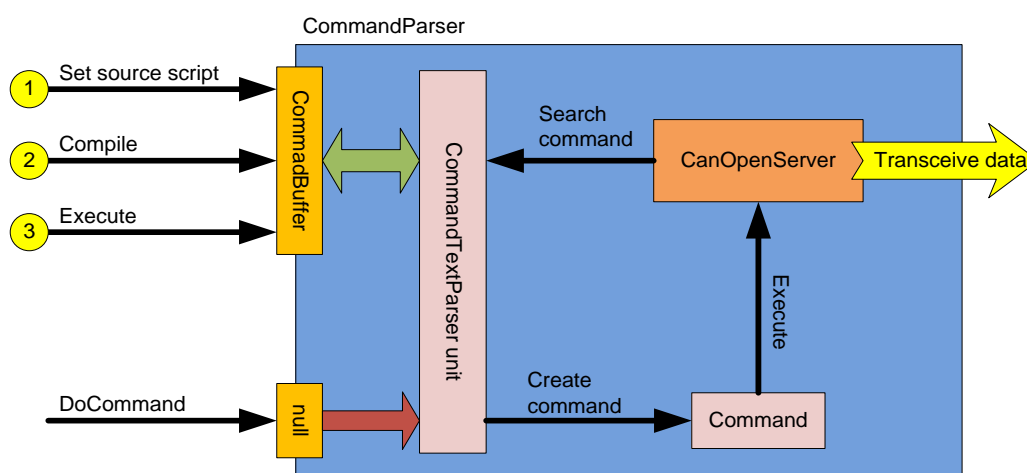 CommandParser
1
Set source script
2
Compile
3
Execute
CommadBuffer
CommandTextParser unit
Search
command
CanOpenServer
Transceive data
Execute
DoCommand
null
Create
command
Command